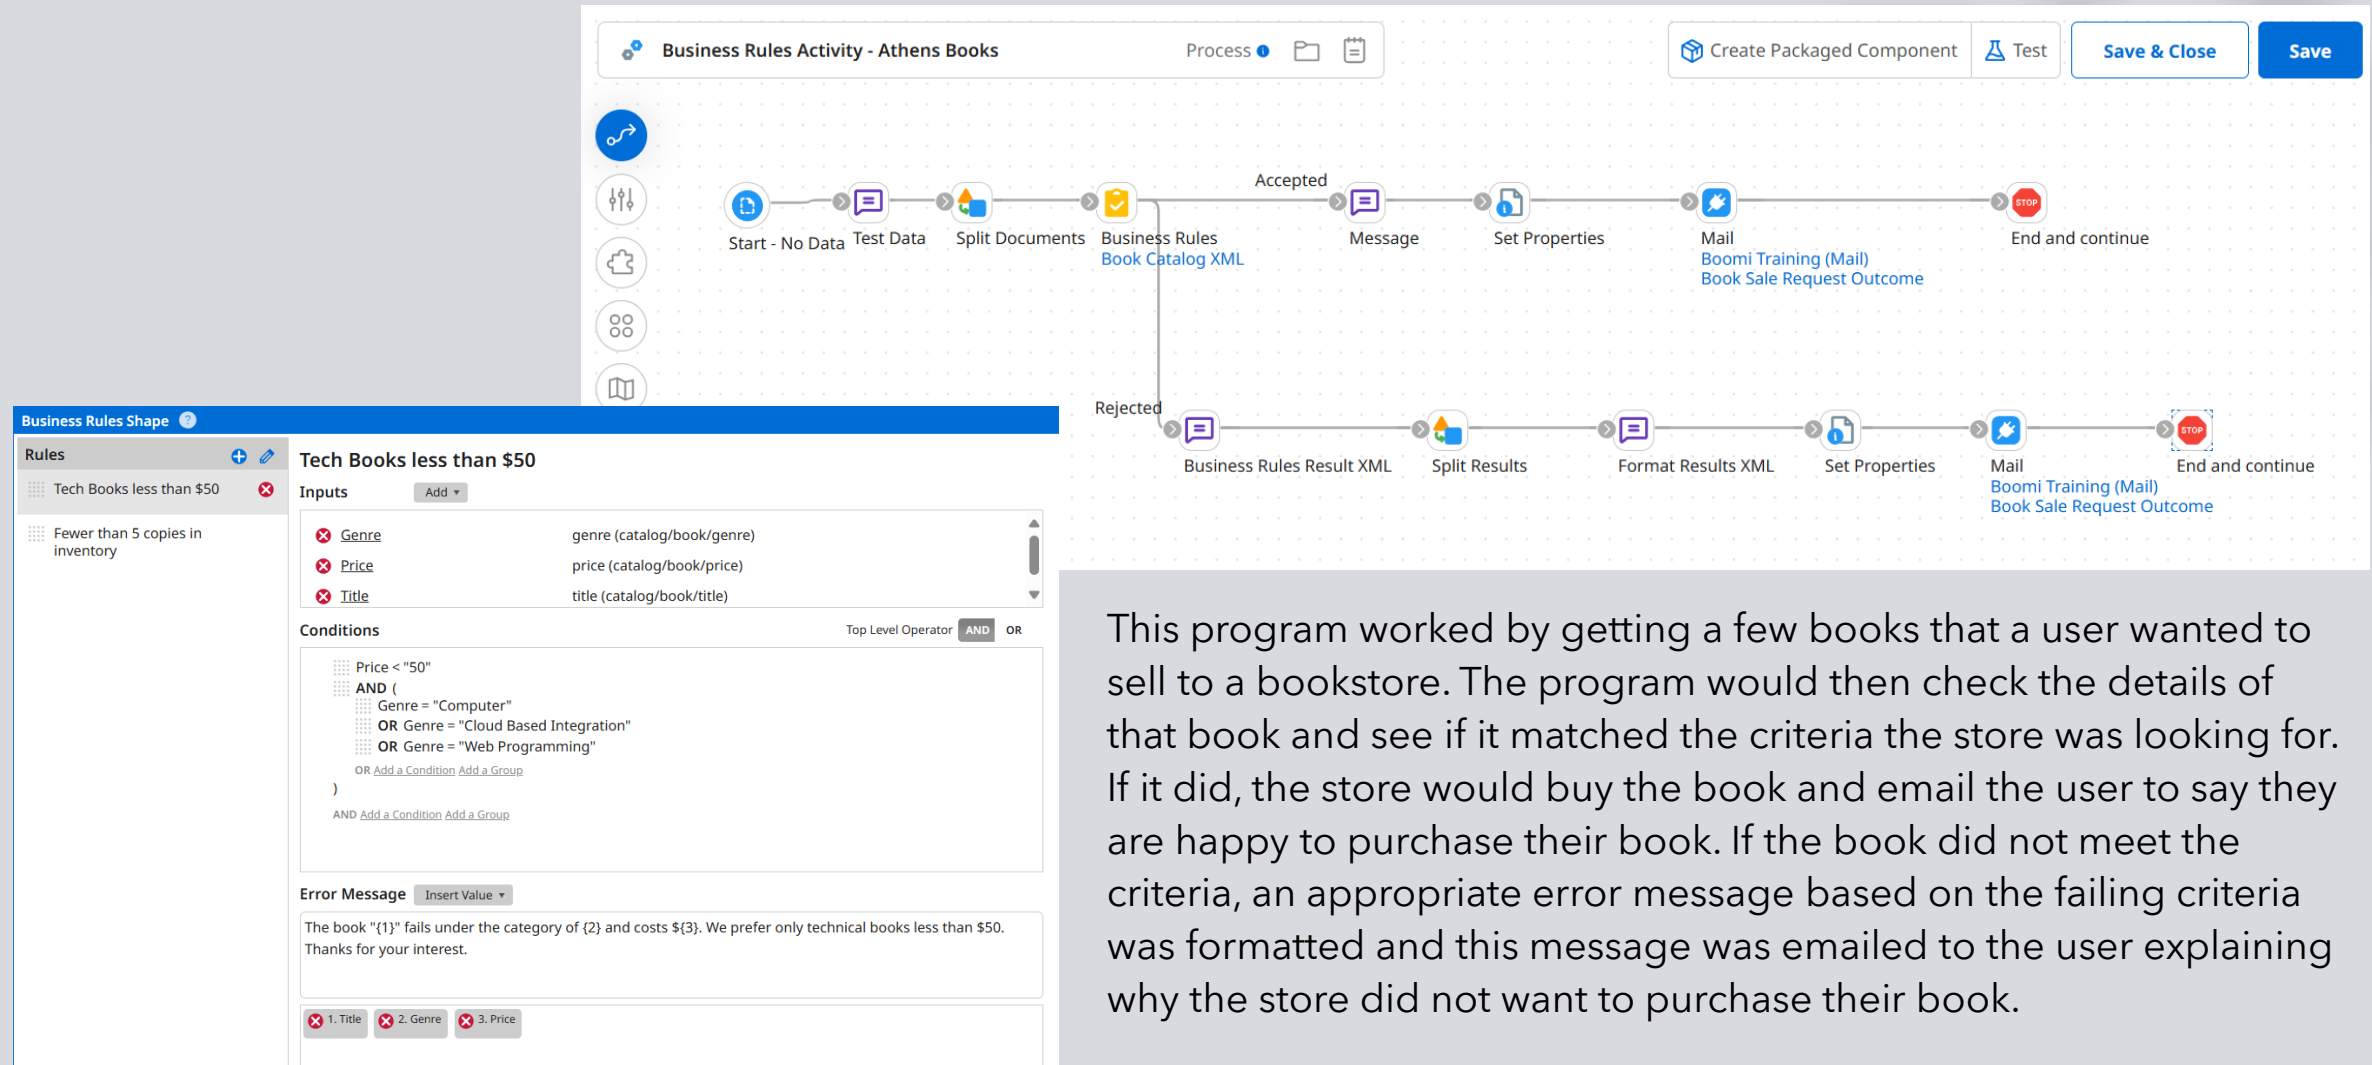 Business Rules Activity - Athens Books
Process
Create Packaged Component
Test
Save & Close
Save
Start - No Data
Test Data
Split Documents
Business Rules
Book Catalog XML
Accepted
Message
Set Properties
Mail
Boomi Training (Mail)
Book Sale Request Outcome
STOP
End and continue
Rejected
Business Rules Result XML
Split Results
Format Results XML
Set Properties
Mail
Boomi Training (Mail)
Book Sale Request Outcome
STOP
End and continue
Business Rules Shape ?
Rules
Tech Books less than $50
Fewer than 5 copies in
inventory
Tech Books less than $50
Inputs Add
Genre genre (catalog/book/genre)
Price price (catalog/book/price)
Title title (catalog/book/title)
Conditions Top Level Operator AND OR
Price < "50"
AND (
Genre = "Computer"
OR Genre = "Cloud Based Integration"
OR Genre = "Web Programming"
OR Add a Condition Add a Group
)
AND Add a Condition Add a Group
Error Message Insert Value
The book "{1}" fails under the category of {2} and costs ${3}. We prefer only technical books less than $50.
Thanks for your interest.
1. Title 2. Genre 3. Price
This program worked by getting a few books that a user wanted to
sell to a bookstore. The program would then check the details of
that book and see if it matched the criteria the store was looking for.
If it did, the store would buy the book and email the user to say they
are happy to purchase their book. If the book did not meet the
criteria, an appropriate error message based on the failing criteria
was formatted and this message was emailed to the user explaining
why the store did not want to purchase their book.